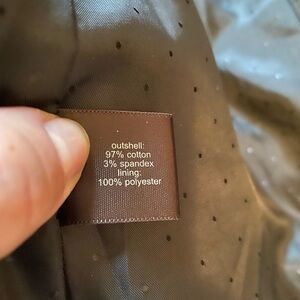 outshell:
97% cotton
3% spandex
lining:
100% polyester